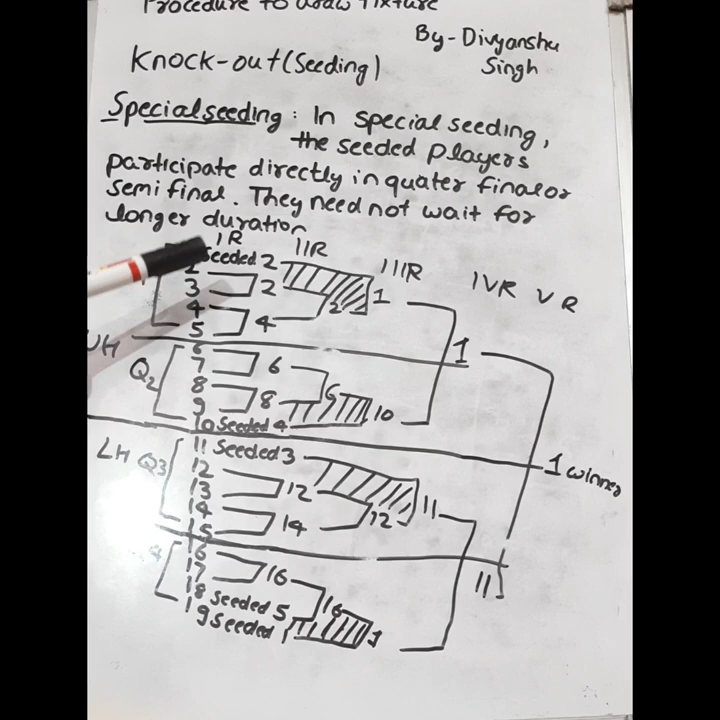 Procedure to draw fixture
By-Divyanshu
Singh
Knock-out(Seeding)
Special seeding: In special seeding,
the seeded players
participate directly in quater final or
semi final. They need not wait for
longer duration
IR IIR IIIR IVR VR
Seeded 2
2
3 2 2 1
4
5 4
UH 1
6
Q2 7 6
8
9 8 10
10 Seeded 4
1 winner
11 Seeded 3
LH Q3 12
13 12 12 11
14
15 14
16
17 16 11
18 Seeded 5
19 Seeded 1